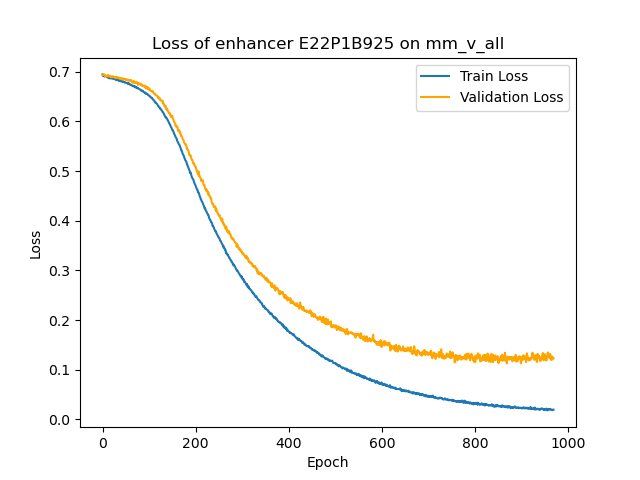 Loss of enhancer E22P1B925 on mm_v_all
Train Loss
Validation Loss
0.7
0.6
0.5
0.4
0.3
0.2
0.1
0.0
Loss
0 200 400 600 800 1000
Epoch